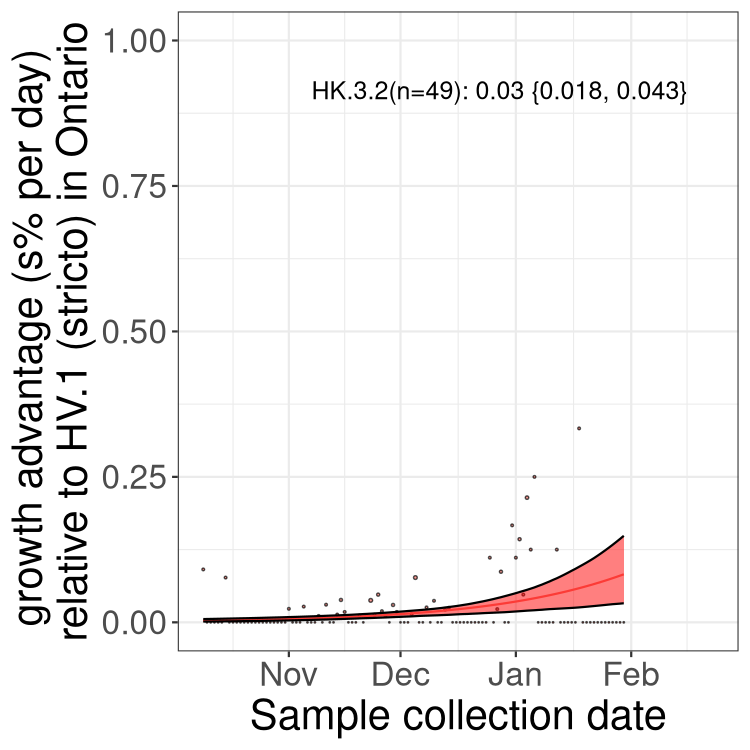 growth advantage (s% per day)
relative to HV.1 (stricto) in Ontario
1.00
0.75
0.50
0.25
0.00
HK.3.2(n=49): 0.03 {0.018, 0.043}
Nov Dec Jan Feb
Sample collection date